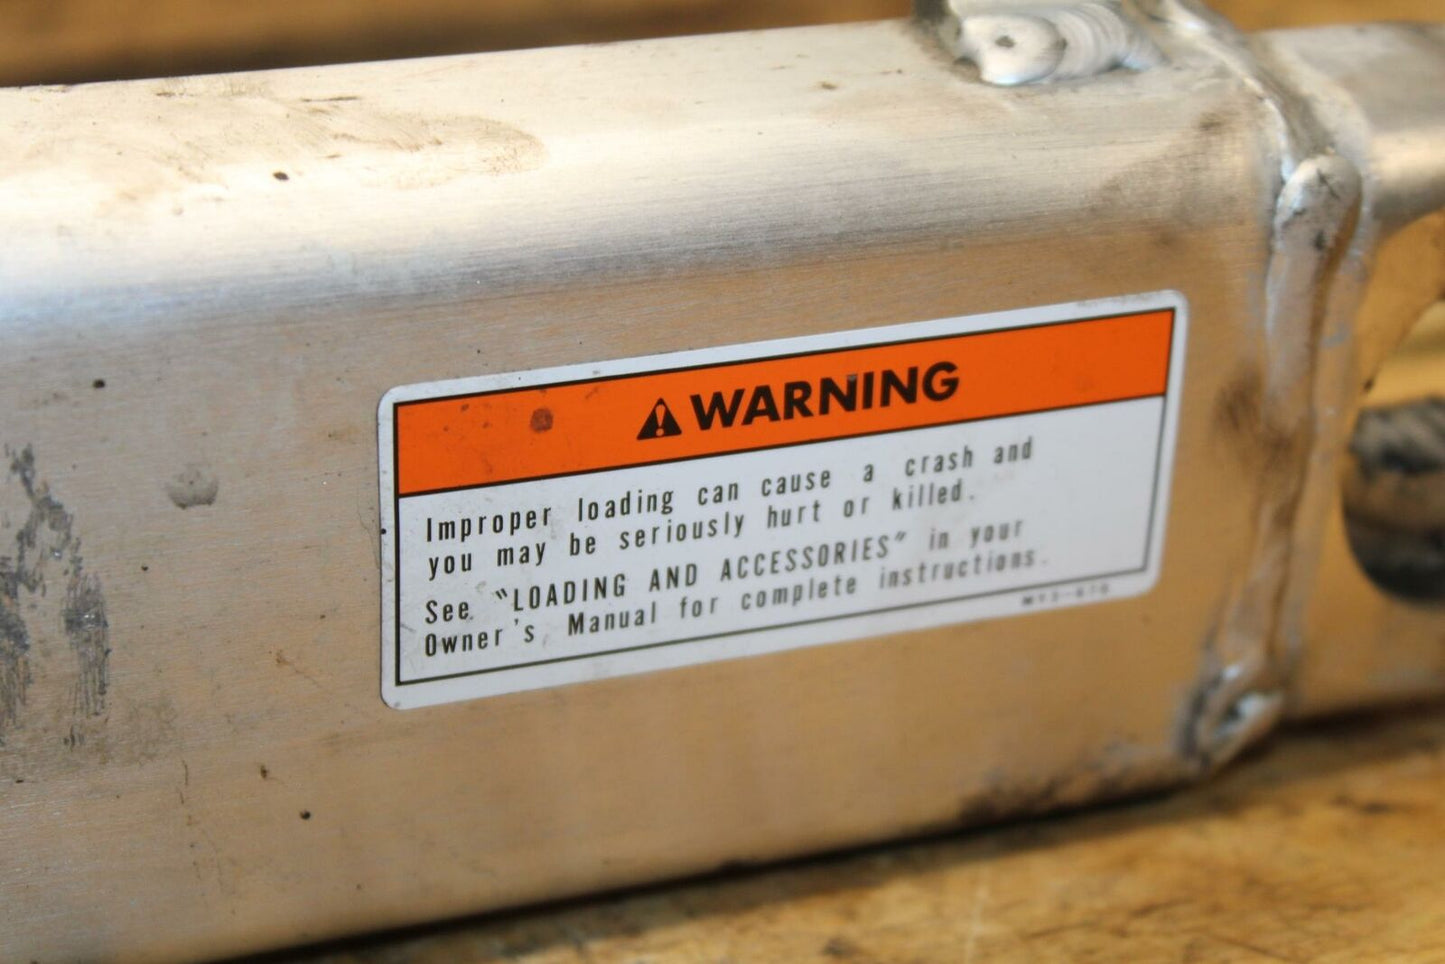 WARNING
Improper loading can cause a crash and
you may be seriously hurt or killed.
See "LOADING AND ACCESSORIES" in your
Owner's Manual for complete instructions.